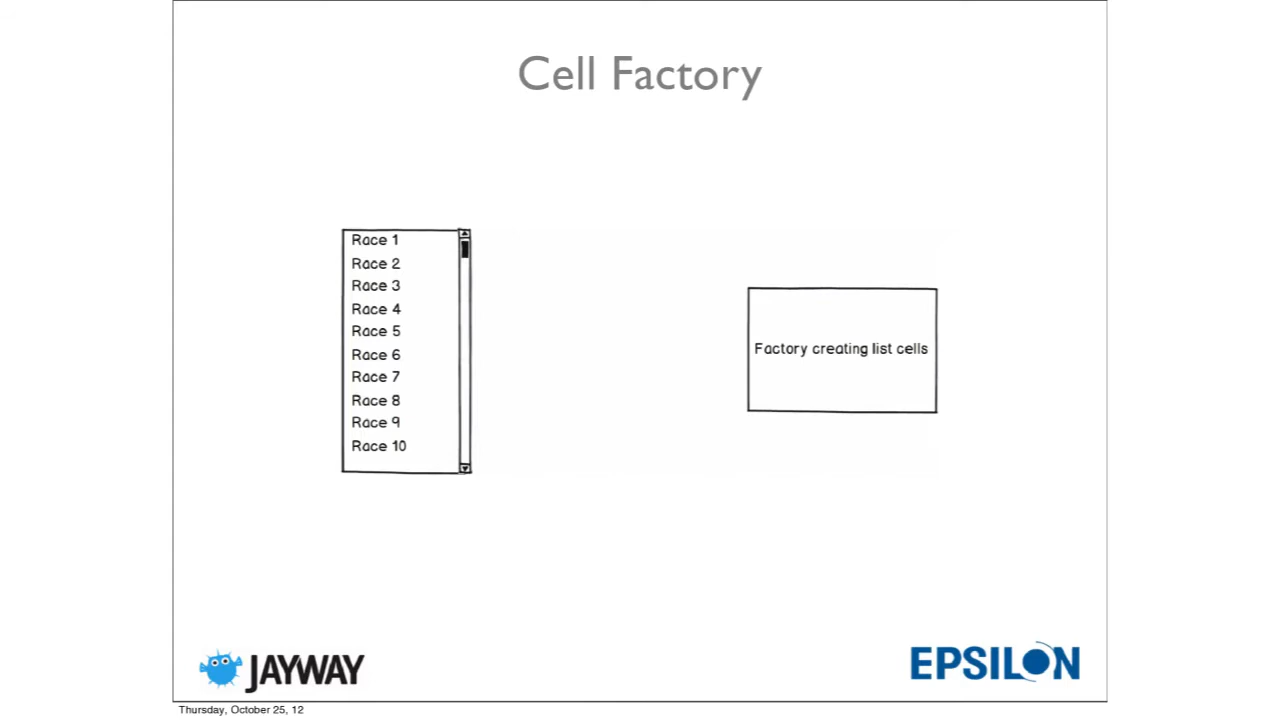 Cell Factory
Race 1
Race 2
Race 3
Race 4
Race 5
Race 6
Race 7
Race 8
Race 9
Race 10
Factory creating list cells
JAYWAY
EPSILON
Thursday, October 25, 12